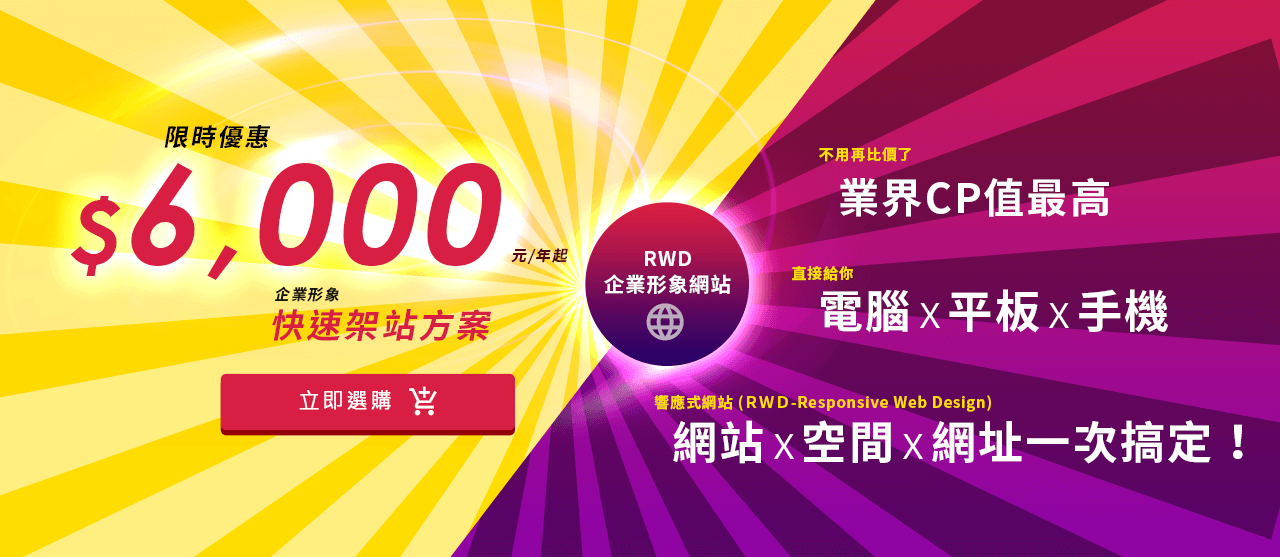 限時優惠
$6,000
元/年起
企業形象
快速架站方案
立即選購
RWD
企業形象網站
不用再比價了
業界CP值最高
直接給你
電腦 x 平板 x 手機
響應式網站 (RWD-Responsive Web Design)
網站 x 空間 x 網址一次搞定！